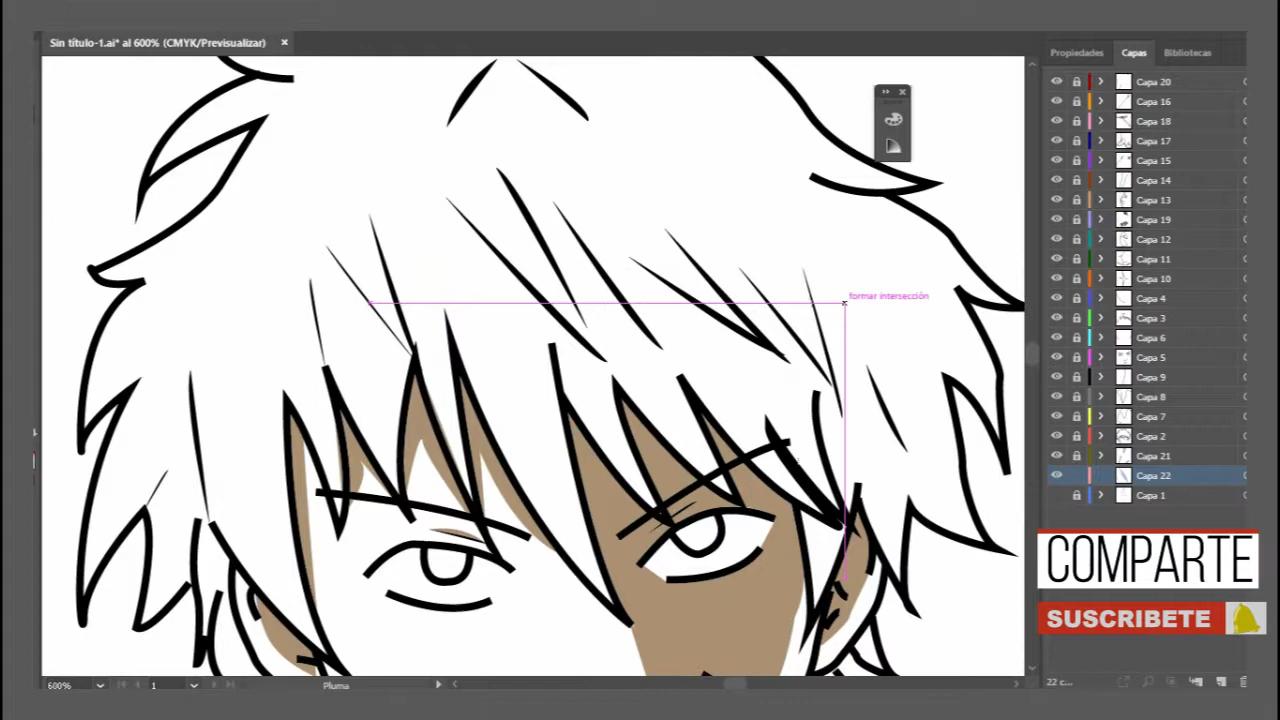 Sin título-1.ai* al 600% (CMYK/Previsualizar) ×
Propiedades Capas Bibliotecas
Capa 20
Capa 16
Capa 18
Capa 17
Capa 15
Capa 14
Capa 13
Capa 19
Capa 12
Capa 11
Capa 10
Capa 4
Capa 3
Capa 6
Capa 5
Capa 9
Capa 8
Capa 7
Capa 2
Capa 21
Capa 22
Capa 1
formar intersección
COMPARTE
SUSCRIBETE
600% 1 Pluma
22 c...